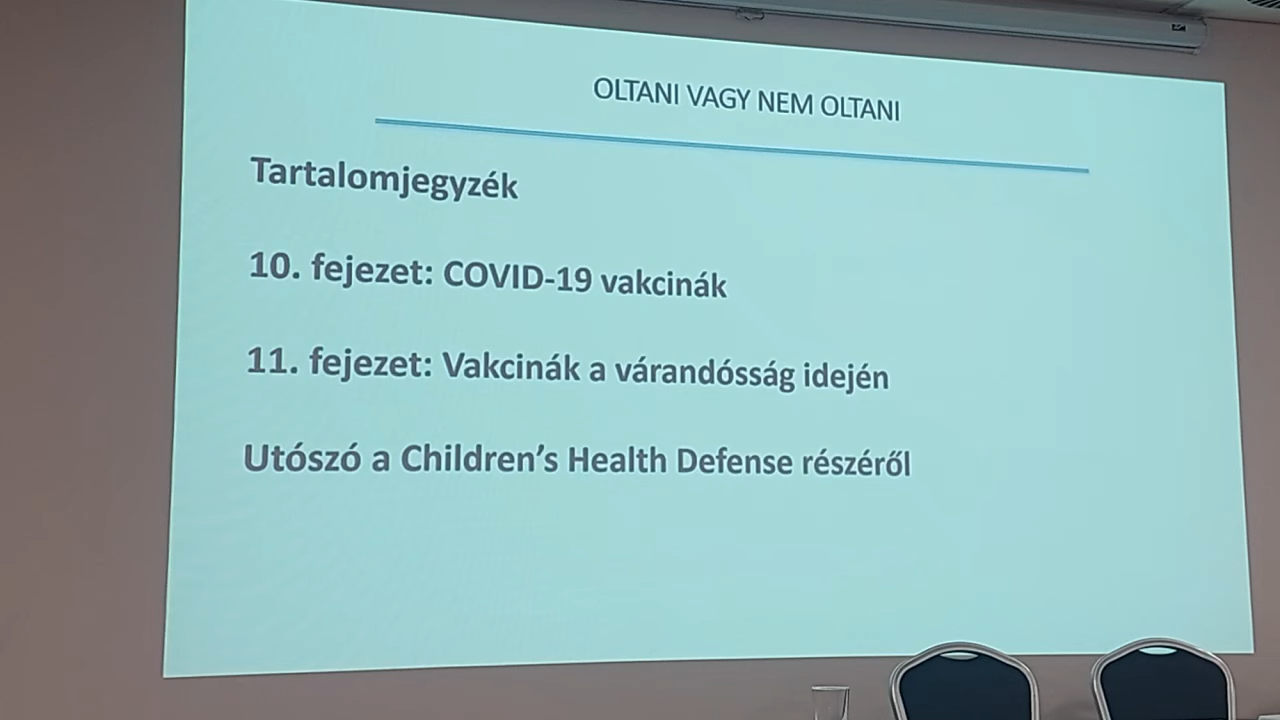 OLTANI VAGY NEM OLTANI
Tartalomjegyzék
10. fejezet: COVID-19 vakcinák
11. fejezet: Vakcinák a várandósság idején
Utószó a Children's Health Defense részéről